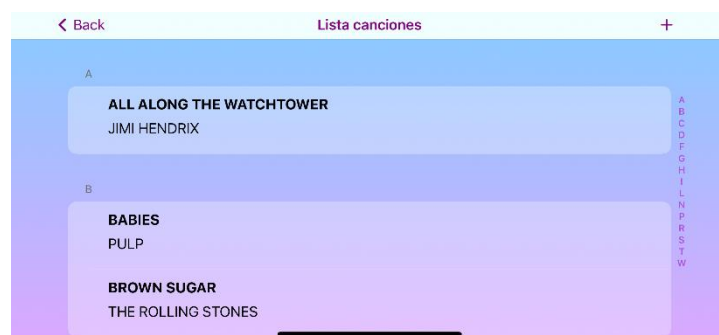 Back
Lista canciones
+
A
ALL ALONG THE WATCHTOWER
JIMI HENDRIX
B
BABIES
PULP
BROWN SUGAR
THE ROLLING STONES
A
B
C
D
F
G
H
I
L
N
P
R
S
T
W